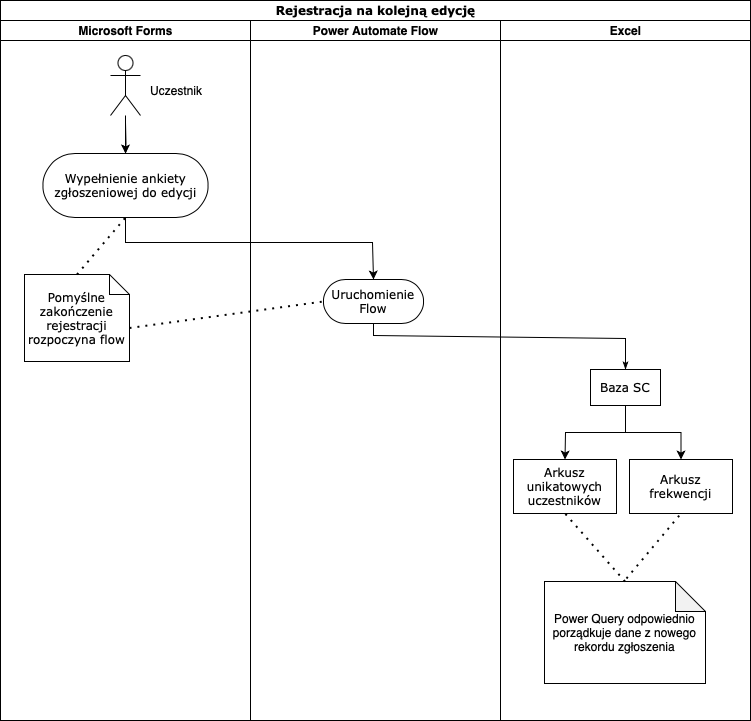 Rejestracja na kolejną edycję
Microsoft Forms
Power Automate Flow
Excel
Uczestnik
Wypełnienie ankiety
zgłoszeniowej do edycji
Pomyślne
zakończenie
rejestracji
rozpoczyna flow
Uruchomienie
Flow
Baza SC
Arkusz
unikatowych
uczestników
Arkusz
frekwencji
Power Query odpowiednio
porządkuje dane z nowego
rekordu zgłoszenia